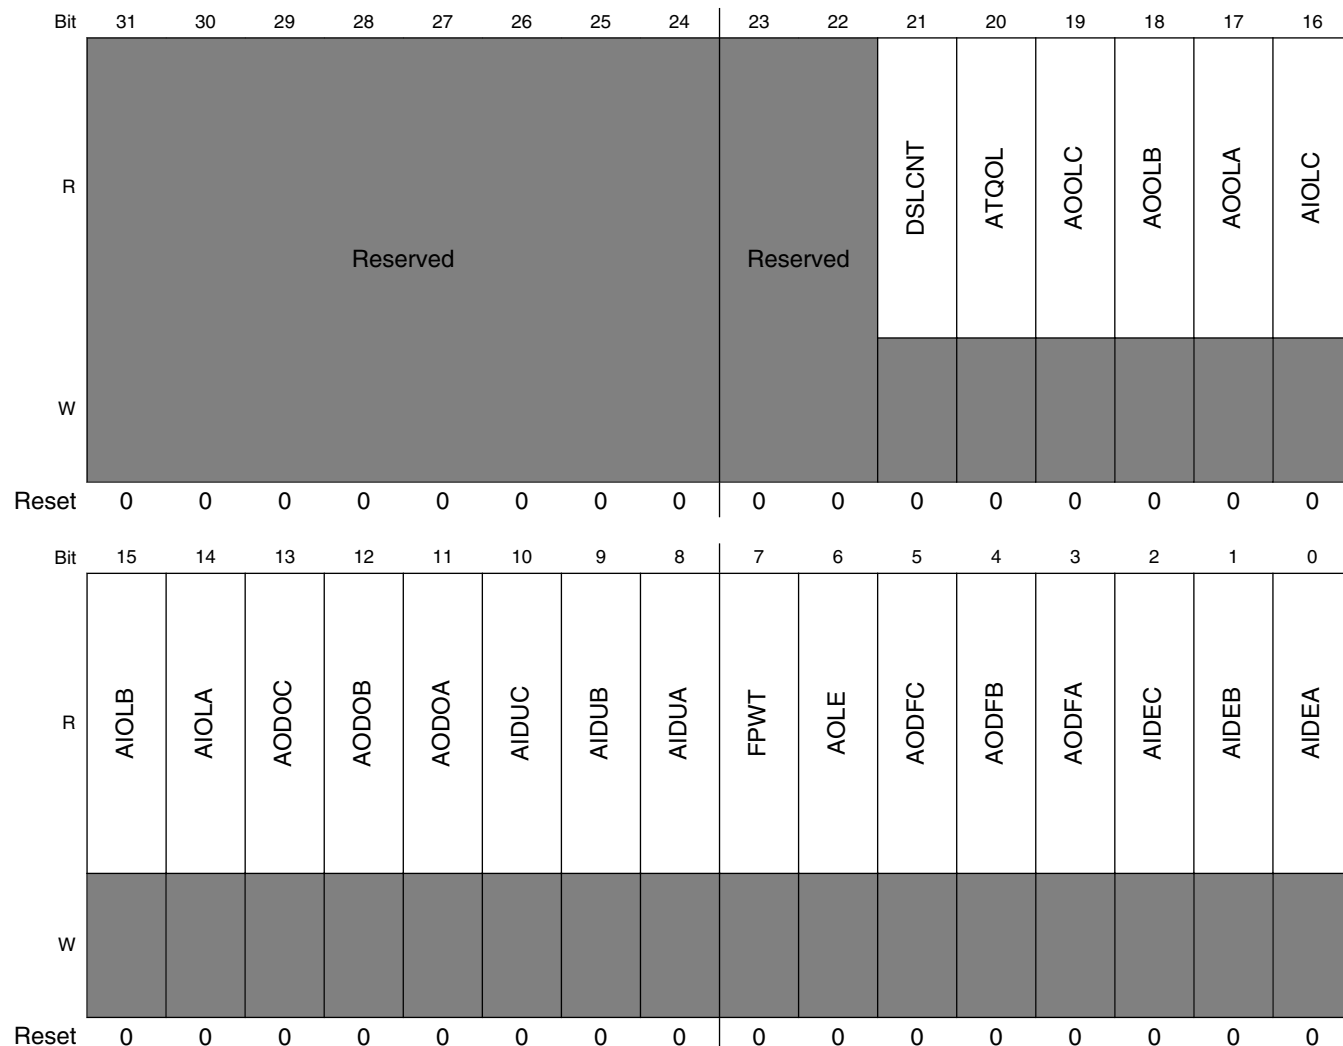 Bit 31 30 29 28 27 26 25 24 23 22 21 20 19 18 17 16
R Reserved Reserved DSLCNT ATQOL AOOLC AOOLB AOOLA AIOLC
W
Reset 0 0 0 0 0 0 0 0 0 0 0 0 0 0 0 0
Bit 15 14 13 12 11 10 9 8 7 6 5 4 3 2 1 0
R AIOLB AIOLA AODOC AODOB AODOA AIDUC AIDUB AIDUA FPWT AOLE AODFC AODFB AODFA AIDEC AIDEB AIDEA
W
Reset 0 0 0 0 0 0 0 0 0 0 0 0 0 0 0 0